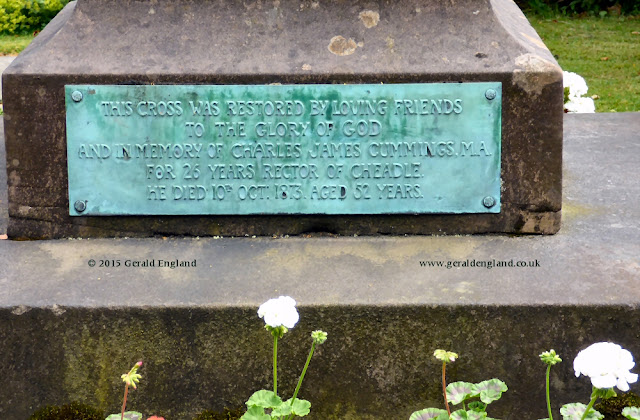 THIS CROSS WAS RESTORED BY LOVING FRIENDS
TO THE GLORY OF GOD
AND IN MEMORY OF CHARLES JAMES CUMMINGS, M.A.
FOR 26 YEARS RECTOR OF CHEADLE.
HE DIED 10TH OCT. 1873 AGED 52 YEARS.
© 2015 Gerald England
www.geraldengland.co.uk